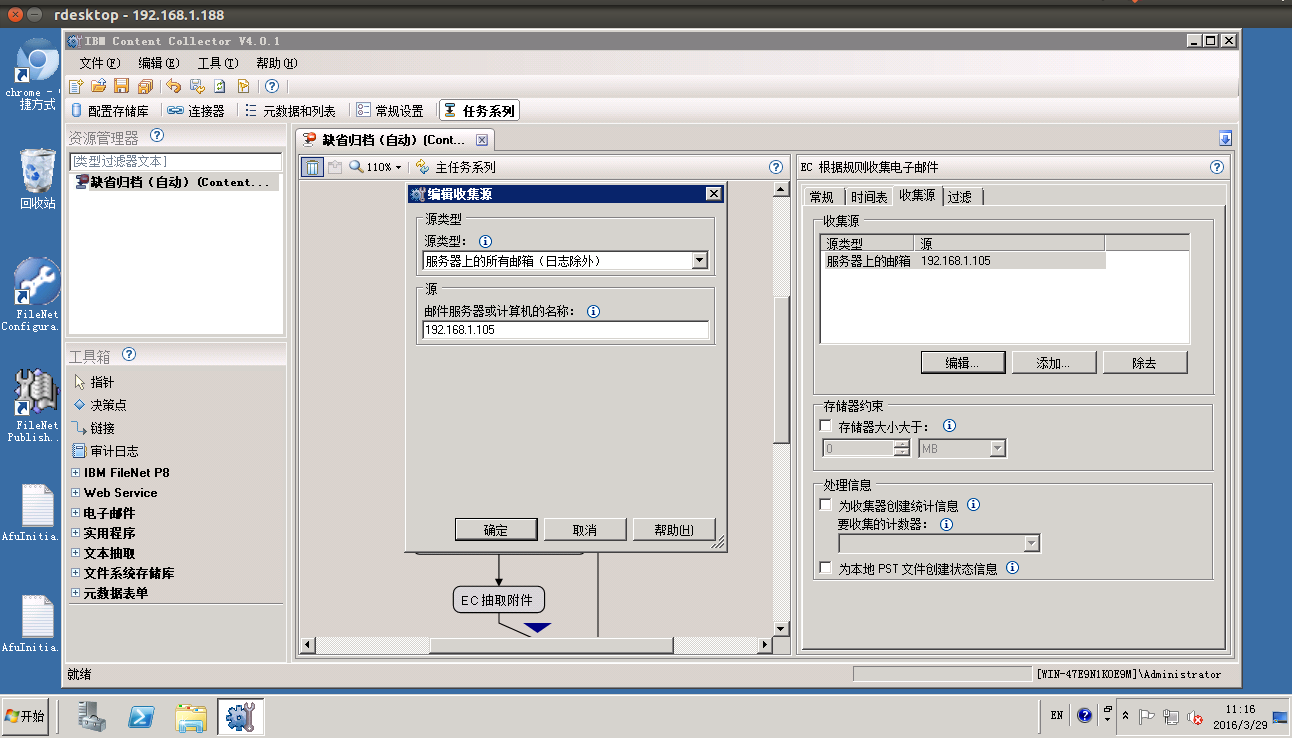 rdesktop - 192.168.1.188
IBM Content Collector V4.0.1
文件(F) 编辑(E) 工具(T) 帮助(H)
chrome -
捷方式
配置存储库 连接器 元数据和列表 常规设置 任务系列
资源管理器
[类型过滤器文本]
缺省归档（自动）(Content...
缺省归档（自动）(Cont...
110% 主任务系列
EC 根据规则收集电子邮件
常规 时间表 收集源 过滤
回收站
FileNet
Configura.
FileNet
Publish..
AfuInitia.
AfuInitia.
编辑收集源
源类型
源类型：
服务器上的所有邮箱（日志除外）
源
邮件服务器或计算机的名称：
192.168.1.105
确定 取消 帮助(H)
EC 抽取附件
收集源
源类型 源
服务器上的邮箱 192.168.1.105
编辑... 添加... 除去
存储器约束
存储器大小大于：
0 MB
处理信息
为收集器创建统计信息
要收集的计数器：
为本地 PST 文件创建状态信息
工具箱
指针
决策点
链接
审计日志
IBM FileNet P8
Web Service
电子邮件
实用程序
文本抽取
文件系统存储库
元数据表单
就绪
[WIN-47E9N1KOE9M]\Administrator
开始
EN
11:16
2016/3/29